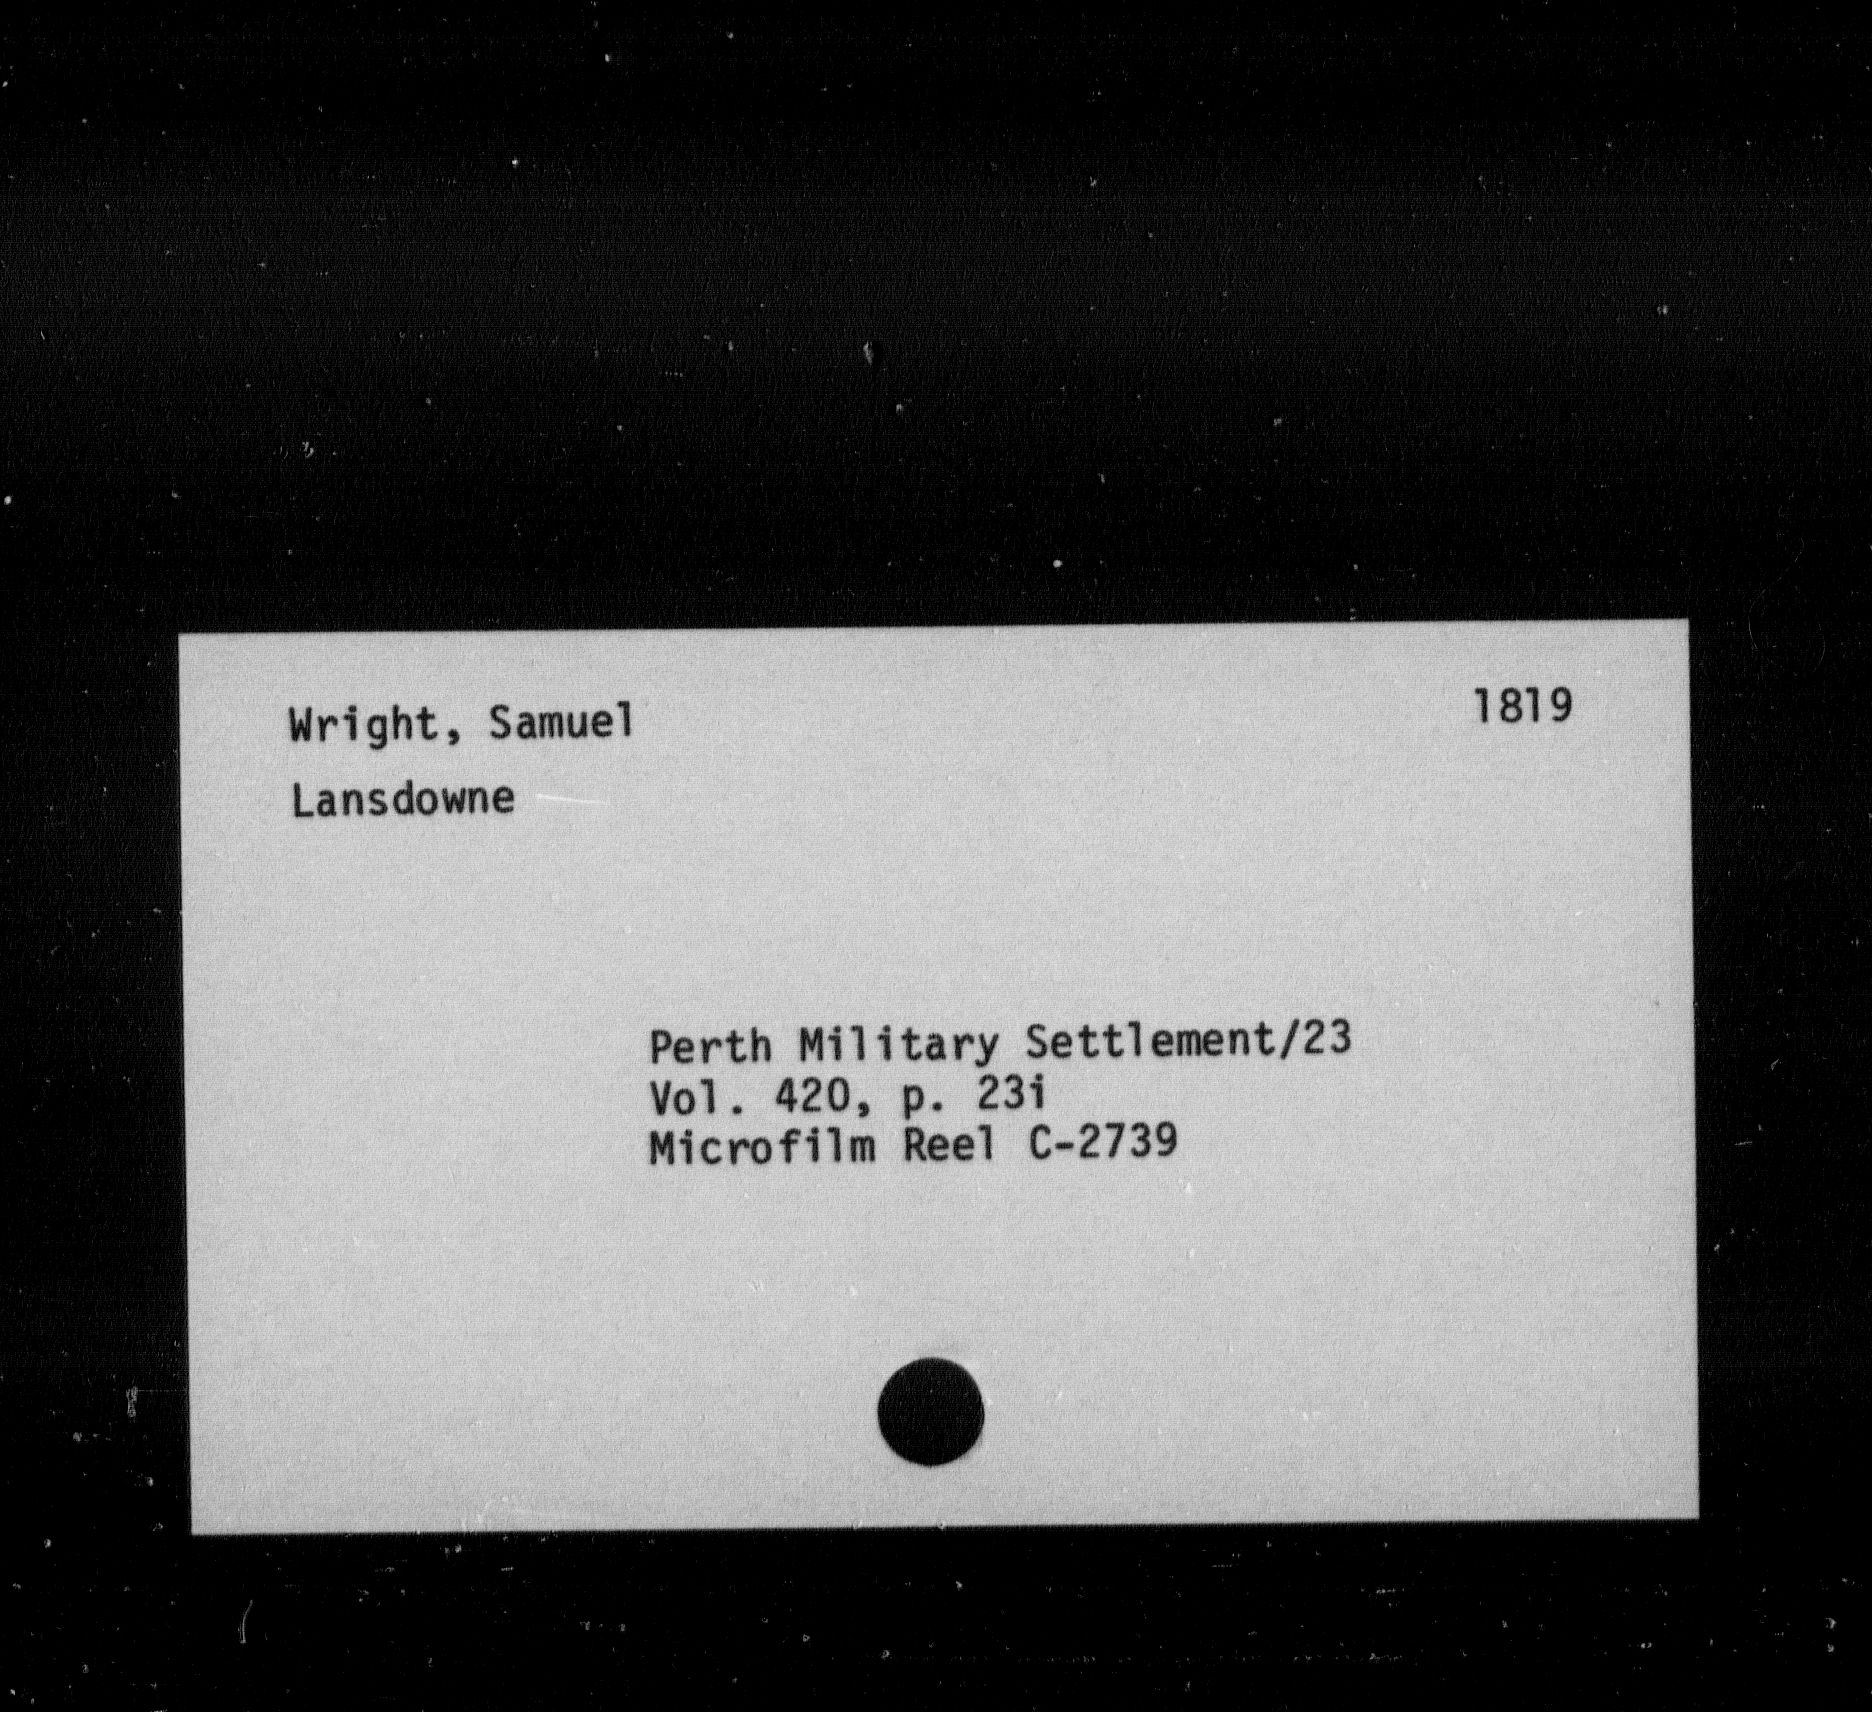 Wright, Samuel 1819
Lansdowne
Perth Military Settlement/23
Vol. 420, p. 23i
Microfilm Reel C-2739